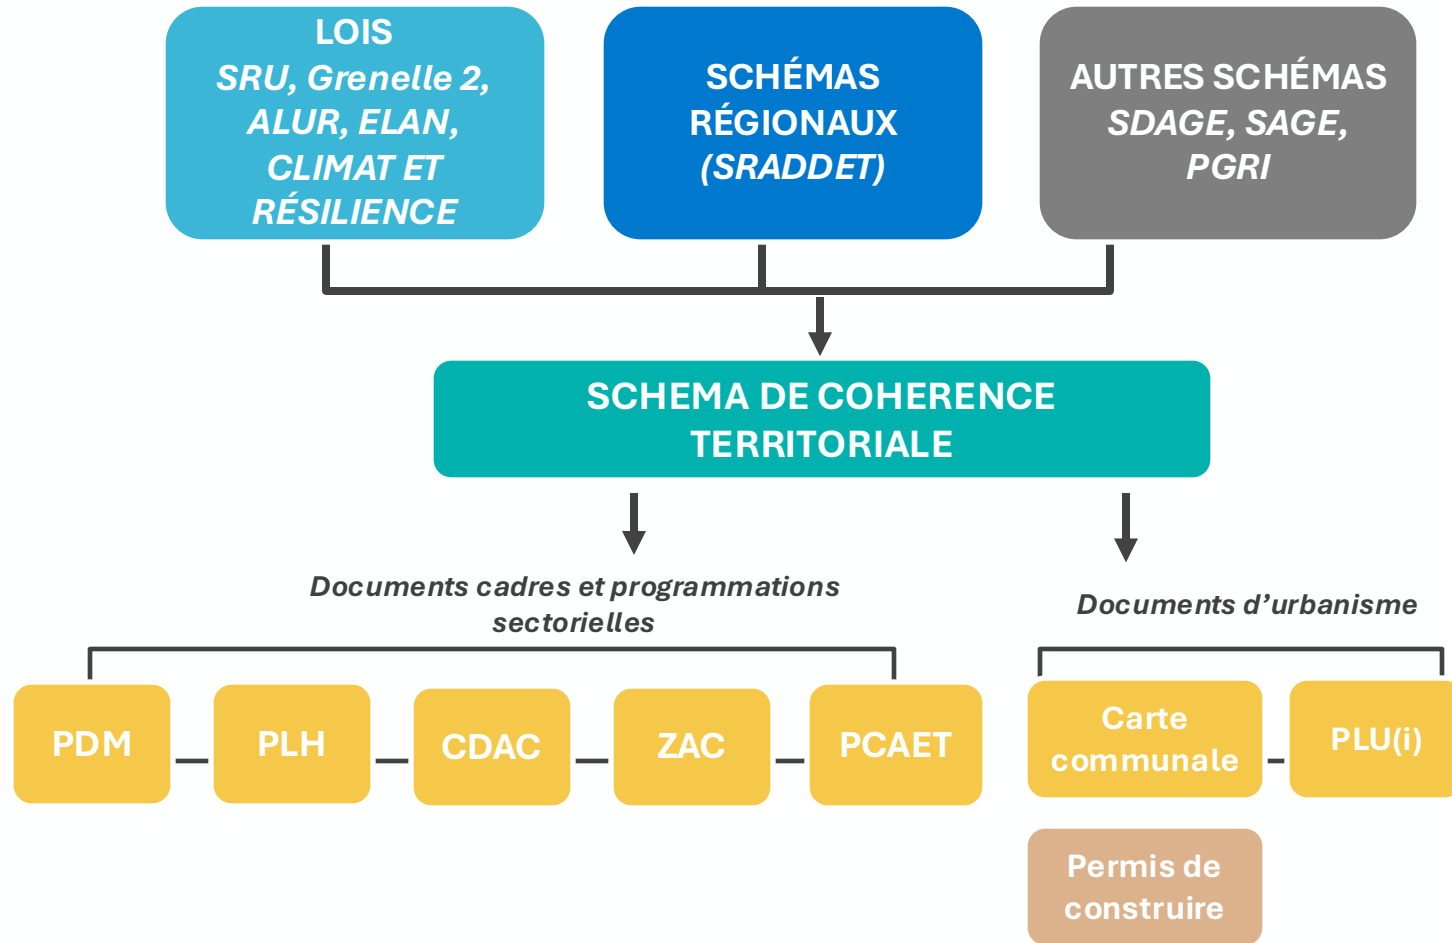 LOIS
SRU, Grenelle 2,
ALUR, ELAN,
CLIMAT ET
RÉSILIENCE
SCHÉMAS
RÉGIONAUX
(SRADDET)
AUTRES SCHÉMAS
SDAGE, SAGE,
PGRI
SCHEMA DE COHERENCE
TERRITORIALE
Documents cadres et programmations
sectorielles
Documents d’urbanisme
PDM
PLH
CDAC
ZAC
PCAET
Carte
communale
PLU(i)
Permis de
construire